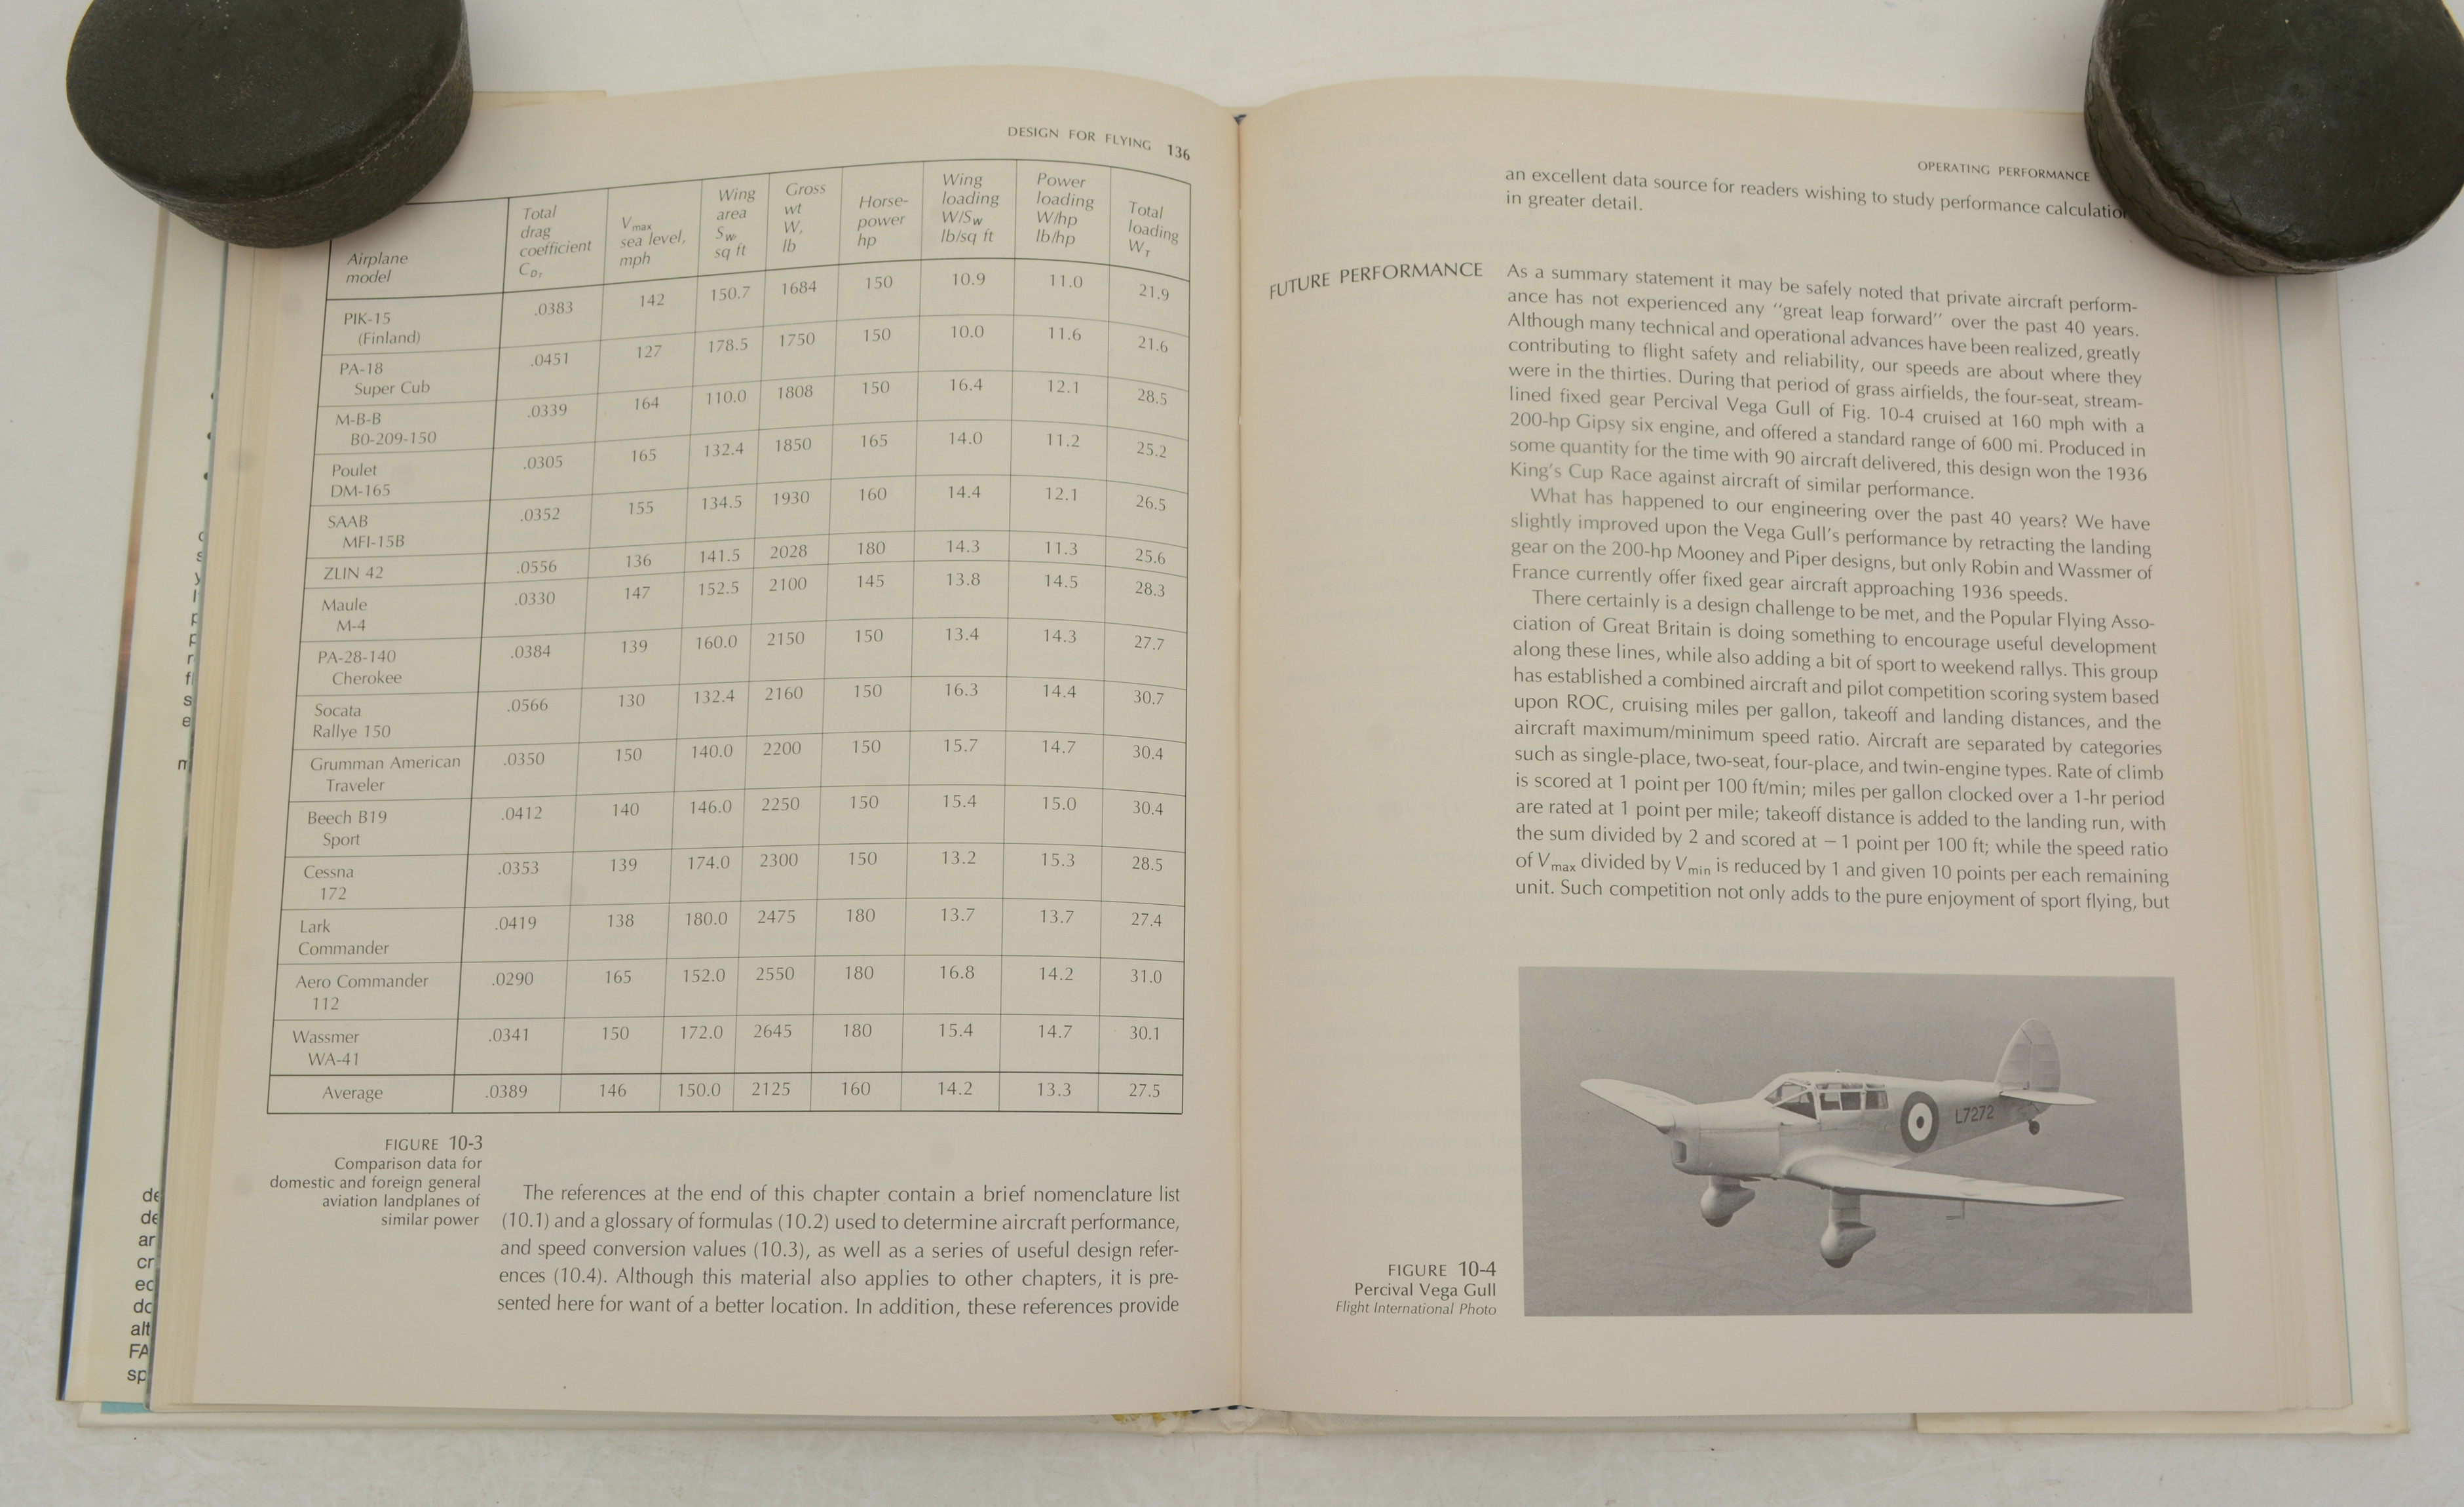 DESIGN FOR FLYING 136
Airplane model | Total drag coefficient CDt | Vmax sea level, mph | Wing area Sw, sq ft | Gross wt W, lb | Horse-power hp | Wing loading W/Sw lb/sq ft | Power loading W/hp lb/hp | Total loading WT
PIK-15 (Finland) .0383 142 150.7 1684 150 10.9 11.0 21.9
PA-18 Super Cub .0451 127 178.5 1750 150 10.0 11.6 21.6
M-B-B B0-209-150 .0339 164 110.0 1808 150 16.4 12.1 28.5
Poulet DM-165 .0305 165 132.4 1850 165 14.0 11.2 25.2
SAAB MFI-15B .0352 155 134.5 1930 160 14.4 12.1 26.5
ZLIN 42 .0556 136 141.5 2028 180 14.3 11.3 25.6
Maule M-4 .0330 147 152.5 2100 145 13.8 14.5 28.3
PA-28-140 Cherokee .0384 139 160.0 2150 150 13.4 14.3 27.7
Socata Rallye 150 .0566 130 132.4 2160 150 16.3 14.4 30.7
Grumman American Traveler .0350 150 140.0 2200 150 15.7 14.7 30.4
Beech B19 Sport .0412 140 146.0 2250 150 15.4 15.0 30.4
Cessna 172 .0353 139 174.0 2300 150 13.2 15.3 28.5
Lark Commander .0419 138 180.0 2475 180 13.7 13.7 27.4
Aero Commander 112 .0290 165 152.0 2550 180 16.8 14.2 31.0
Wassmer WA-41 .0341 150 172.0 2645 180 15.4 14.7 30.1
Average .0389 146 150.0 2125 160 14.2 13.3 27.5
FIGURE 10-3
Comparison data for
domestic and foreign general
aviation landplanes of
similar power
The references at the end of this chapter contain a brief nomenclature list
(10.1) and a glossary of formulas (10.2) used to determine aircraft performance,
and speed conversion values (10.3), as well as a series of useful design refer-
ences (10.4). Although this material also applies to other chapters, it is pre-
sented here for want of a better location. In addition, these references provide
OPERATING PERFORMANCE
an excellent data source for readers wishing to study performance calculatio
in greater detail.
FUTURE PERFORMANCE
As a summary statement it may be safely noted that private aircraft perform-
ance has not experienced any “great leap forward” over the past 40 years.
Although many technical and operational advances have been realized, greatly
contributing to flight safety and reliability, our speeds are about where they
were in the thirties. During that period of grass airfields, the four-seat, stream-
lined fixed gear Percival Vega Gull of Fig. 10-4 cruised at 160 mph with a
200-hp Gipsy six engine, and offered a standard range of 600 mi. Produced in
some quantity for the time with 90 aircraft delivered, this design won the 1936
King's Cup Race against aircraft of similar performance.
What has happened to our engineering over the past 40 years? We have
slightly improved upon the Vega Gull's performance by retracting the landing
gear on the 200-hp Mooney and Piper designs, but only Robin and Wassmer of
France currently offer fixed gear aircraft approaching 1936 speeds.
There certainly is a design challenge to be met, and the Popular Flying Asso-
ciation of Great Britain is doing something to encourage useful development
along these lines, while also adding a bit of sport to weekend rallys. This group
has established a combined aircraft and pilot competition scoring system based
upon ROC, cruising miles per gallon, takeoff and landing distances, and the
aircraft maximum/minimum speed ratio. Aircraft are separated by categories
such as single-place, two-seat, four-place, and twin-engine types. Rate of climb
is scored at 1 point per 100 ft/min; miles per gallon clocked over a 1-hr period
are rated at 1 point per mile; takeoff distance is added to the landing run, with
the sum divided by 2 and scored at −1 point per 100 ft; while the speed ratio
of Vmax divided by Vmin is reduced by 1 and given 10 points per each remaining
unit. Such competition not only adds to the pure enjoyment of sport flying, but
L7272
FIGURE 10-4
Percival Vega Gull
Flight International Photo